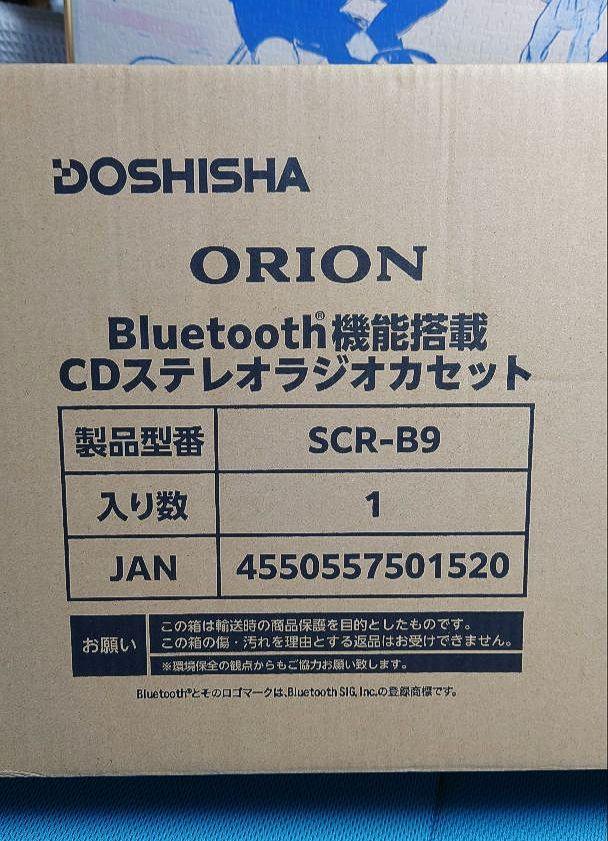 DOSHISHA
ORION
Bluetooth®機能搭載
CDステレオラジオカセット
製品型番 SCR-B9
入り数 1
JAN 4550557501520
お願い
この箱は輸送時の商品保護を目的としたものです。
この箱の傷・汚れを理由とする返品はお受けできません。
※環境保全の観点からもご協力お願い致します。
Bluetooth®とそのロゴマークは、Bluetooth SIG, Inc.の登録商標です。